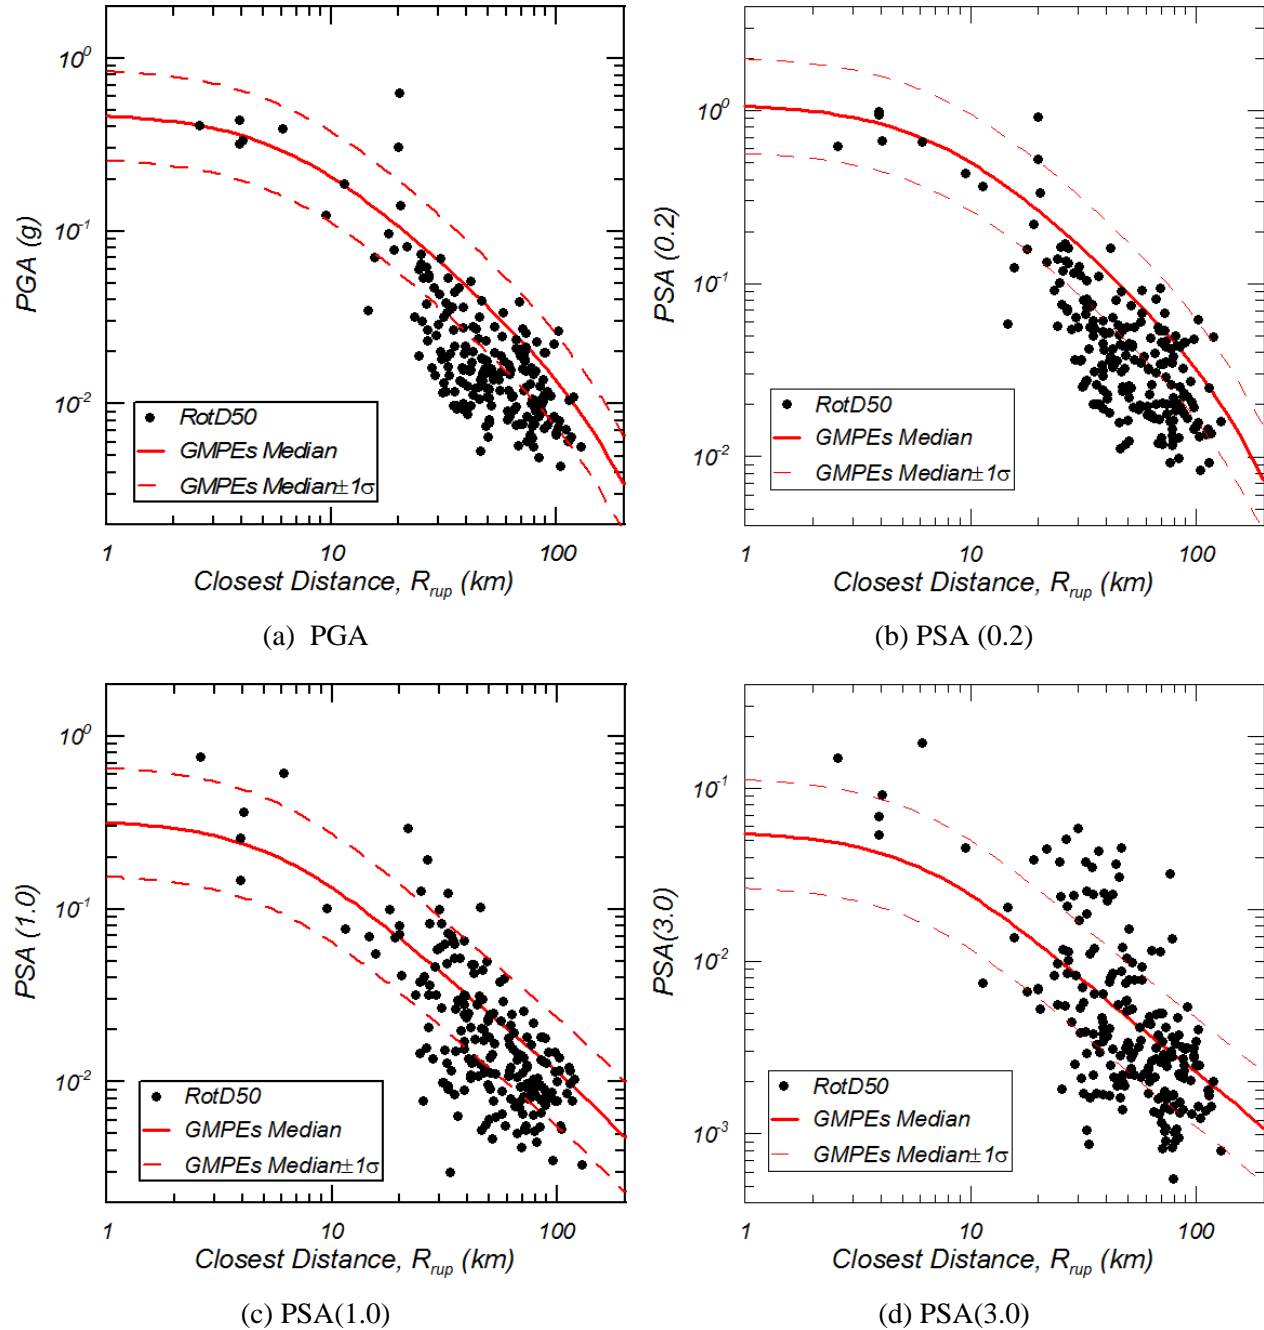 10⁰
10⁻¹
10⁻²
PGA (g)
RotD50
GMPEs Median
GMPEs Median±1σ
1 10 100
Closest Distance, R_rup (km)
(a) PGA
10⁰
10⁻¹
10⁻²
PSA (0.2)
RotD50
GMPEs Median
GMPEs Median±1σ
1 10 100
Closest Distance, R_rup (km)
(b) PSA (0.2)
10⁰
10⁻¹
10⁻²
PSA (1.0)
RotD50
GMPEs Median
GMPEs Median±1σ
1 10 100
Closest Distance, R_rup (km)
(c) PSA(1.0)
10⁻¹
10⁻²
10⁻³
PSA(3.0)
RotD50
GMPEs Median
GMPEs Median±1σ
1 10 100
Closest Distance, R_rup (km)
(d) PSA(3.0)